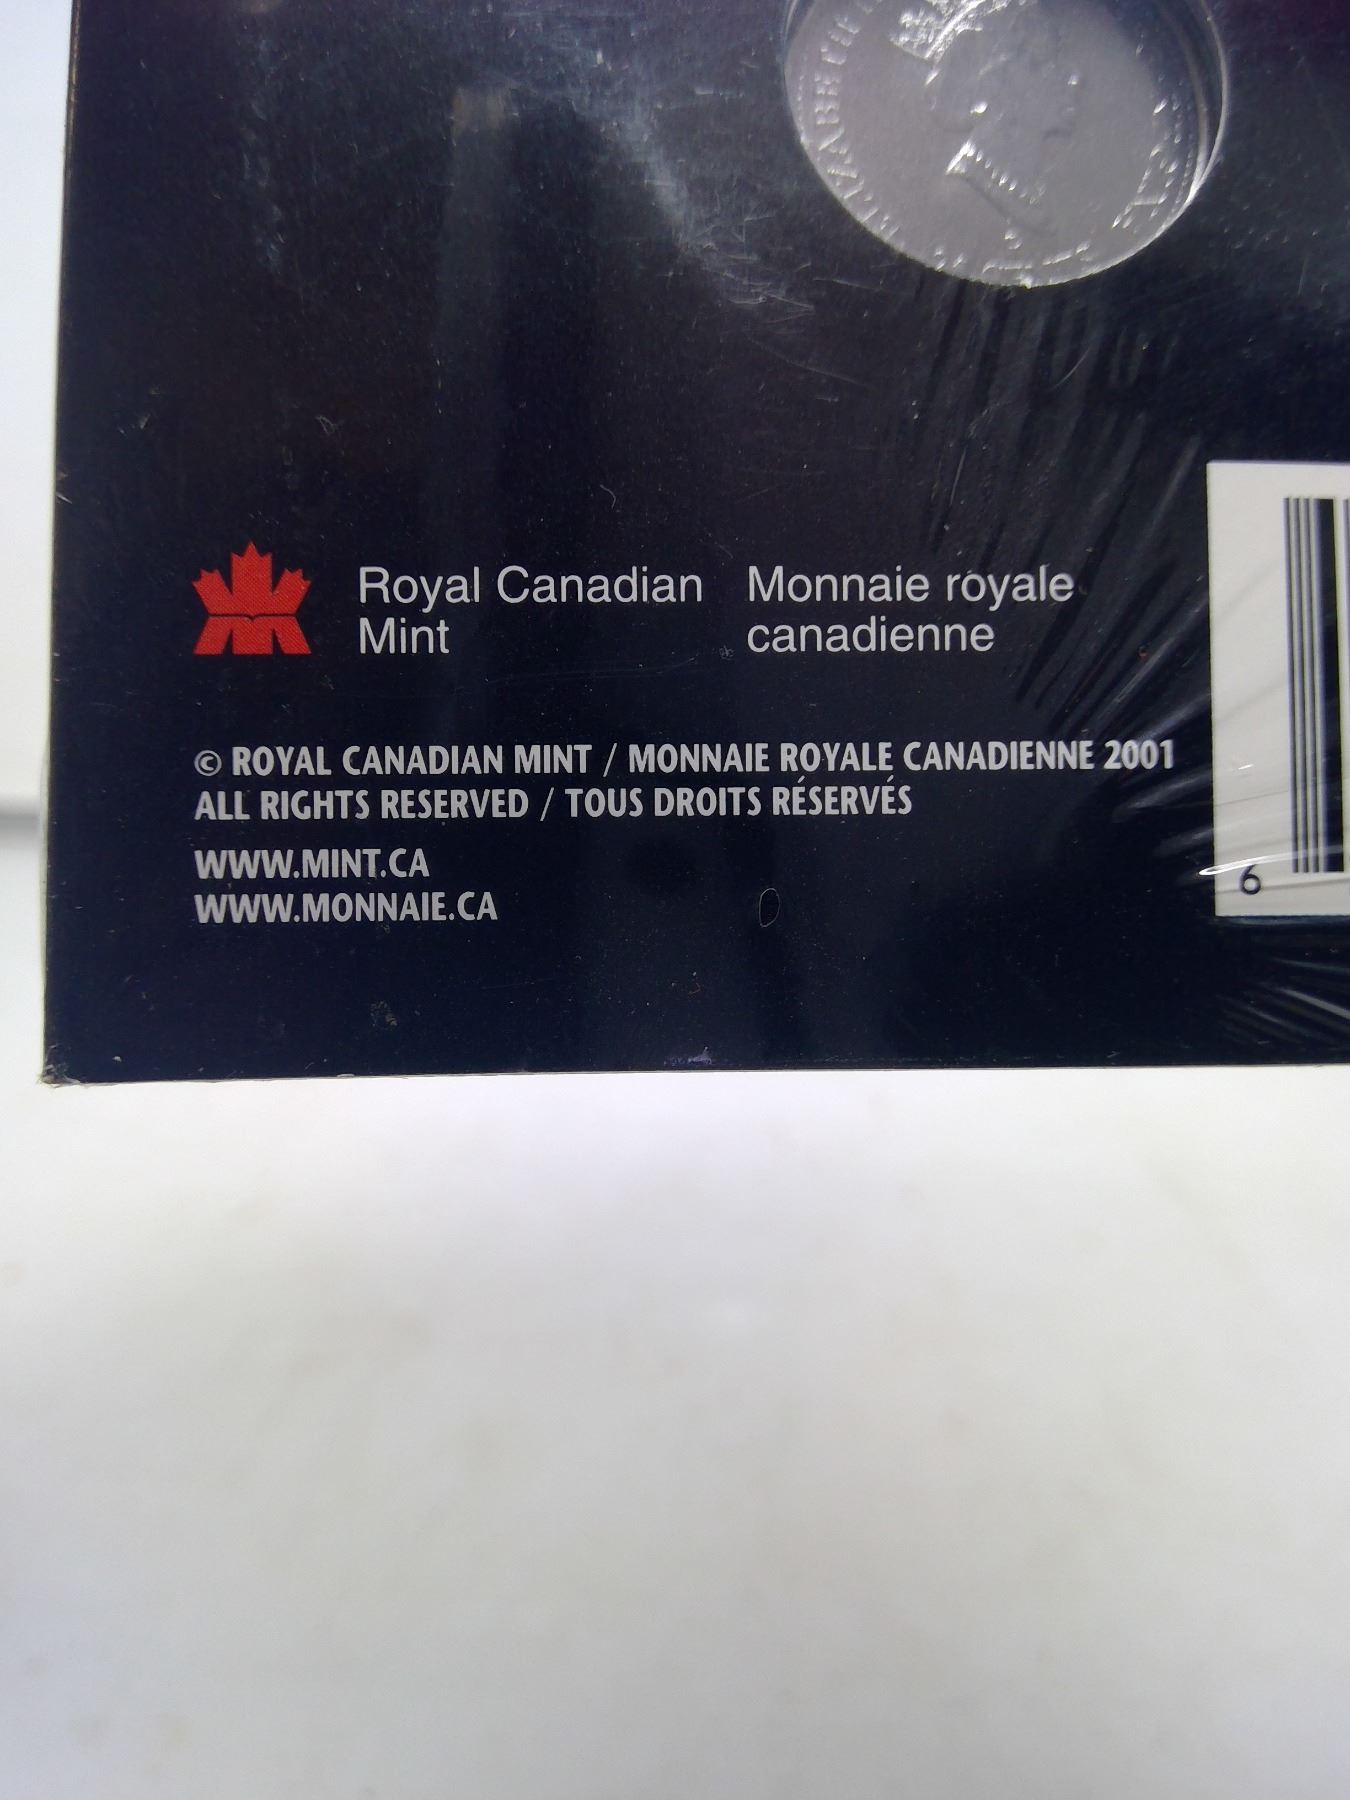 Royal Canadian
Mint
Monnaie royale
canadienne
© ROYAL CANADIAN MINT / MONNAIE ROYALE CANADIENNE 2001
ALL RIGHTS RESERVED / TOUS DROITS RÉSERVÉS
WWW.MINT.CA
WWW.MONNAIE.CA
6